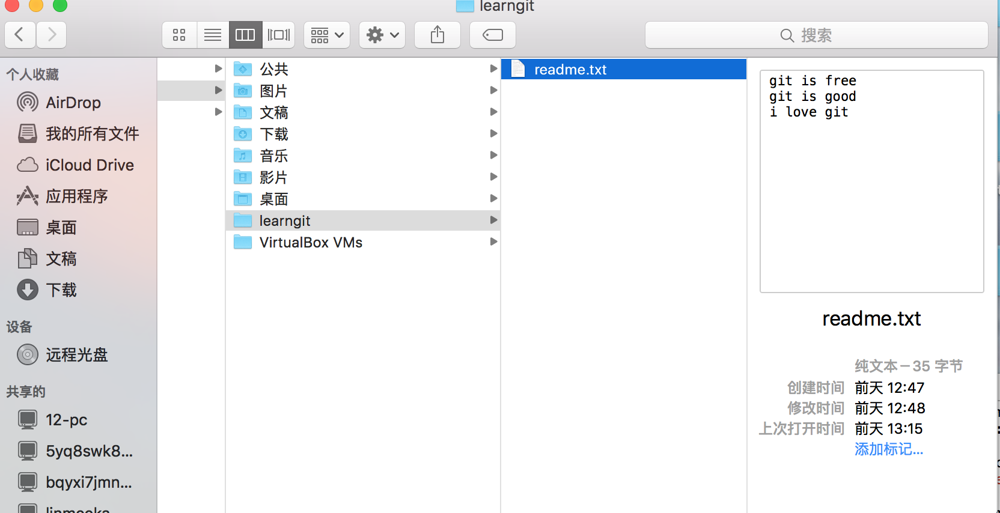 learngit
搜索
个人收藏
AirDrop
我的所有文件
iCloud Drive
应用程序
桌面
文稿
下载
设备
远程光盘
共享的
12-pc
5yq8swk8...
bqyxi7jmn...
公共
图片
文稿
下载
音乐
影片
桌面
learngit
VirtualBox VMs
readme.txt
git is free
git is good
i love git
readme.txt
纯文本－35 字节
创建时间 前天 12:47
修改时间 前天 12:48
上次打开时间 前天 13:15
添加标记...